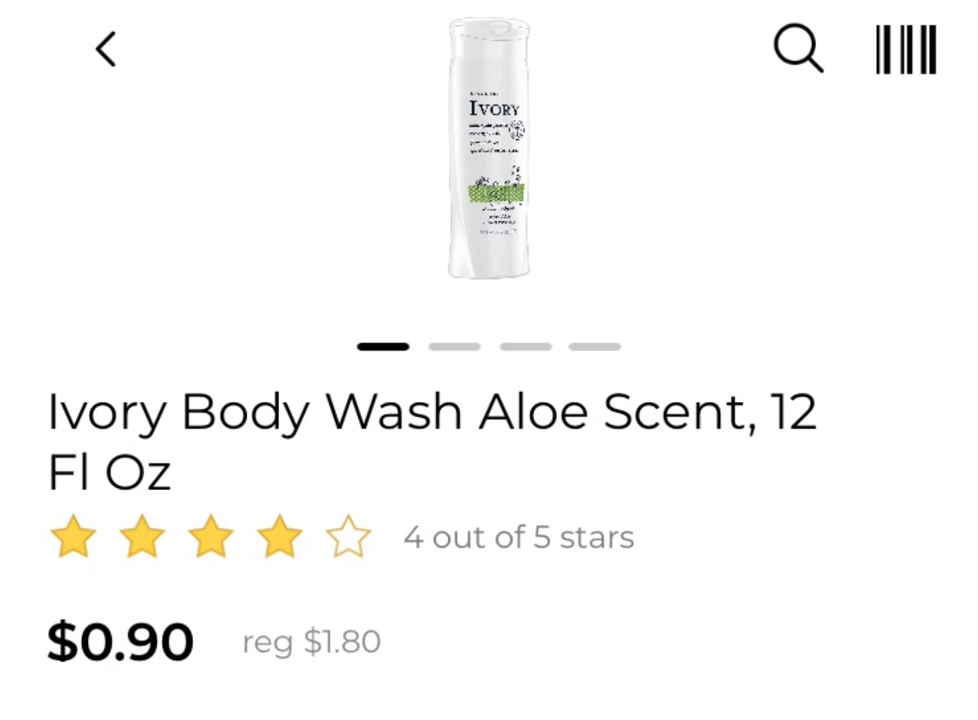 IVORY
Ivory Body Wash Aloe Scent, 12
Fl Oz
4 out of 5 stars
$0.90 reg $1.80